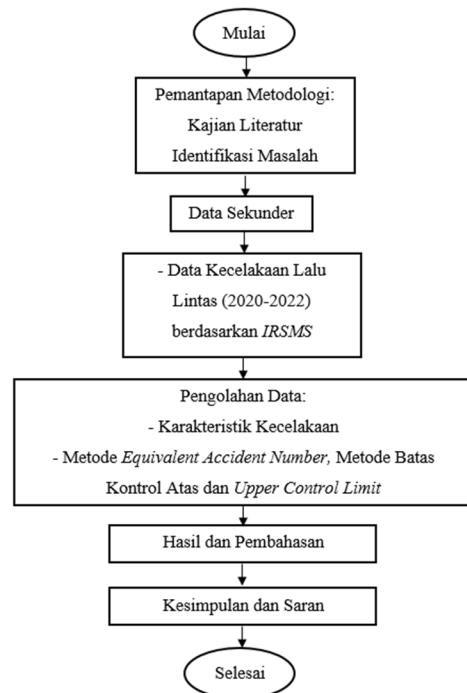 Mulai
Pemantapan Metodologi:
Kajian Literatur
Identifikasi Masalah
Data Sekunder
- Data Kecelakaan Lalu
Lintas (2020-2022)
berdasarkan IRSMS
Pengolahan Data:
- Karakteristik Kecelakaan
- Metode Equivalent Accident Number, Metode Batas
Kontrol Atas dan Upper Control Limit
Hasil dan Pembahasan
Kesimpulan dan Saran
Selesai